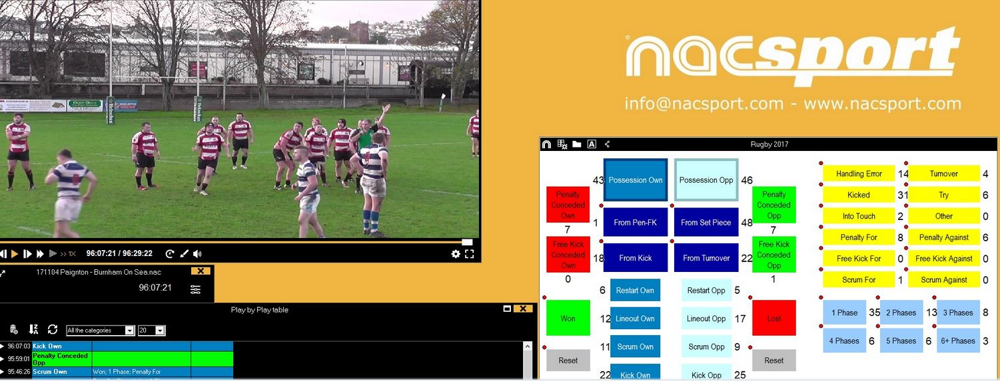 © nacsport
info@nacsport.com - www.nacsport.com
Heineken Heineken
96:07:21 / 96:29:22
1X
171104 Paignton - Burnham On Sea.nac
96:07:21
Play by Play table
All the categories 20
96:07:03 Kick Own
95:59:01 Penalty Conceded Opp
95:46:26 Scrum Own Won; 1 Phase; Penalty For
Rugby 2017
43 Possession Own Possession Opp 46
Penalty Conceded Own 7
Penalty Conceded Opp 7
1 From Pen-FK From Set Piece 48
Free Kick Conceded Own 0
Free Kick Conceded Opp 1
18 From Kick From Turnover 22
6 Restart Own Restart Opp 5
Won 12 Lineout Own Lineout Opp 17 Lost
11 Scrum Own Scrum Opp 9
Reset Reset
22 Kick Own Kick Opp 25
Handling Error 14 Turnover 4
Kicked 31 Try 6
Into Touch 2 Other 0
Penalty For 8 Penalty Against 6
Free Kick For 0 Free Kick Against 0
Scrum For 1 Scrum Against 0
1 Phase 35 2 Phases 13 3 Phases 8
4 Phases 6 5 Phases 6 6+ Phases 3